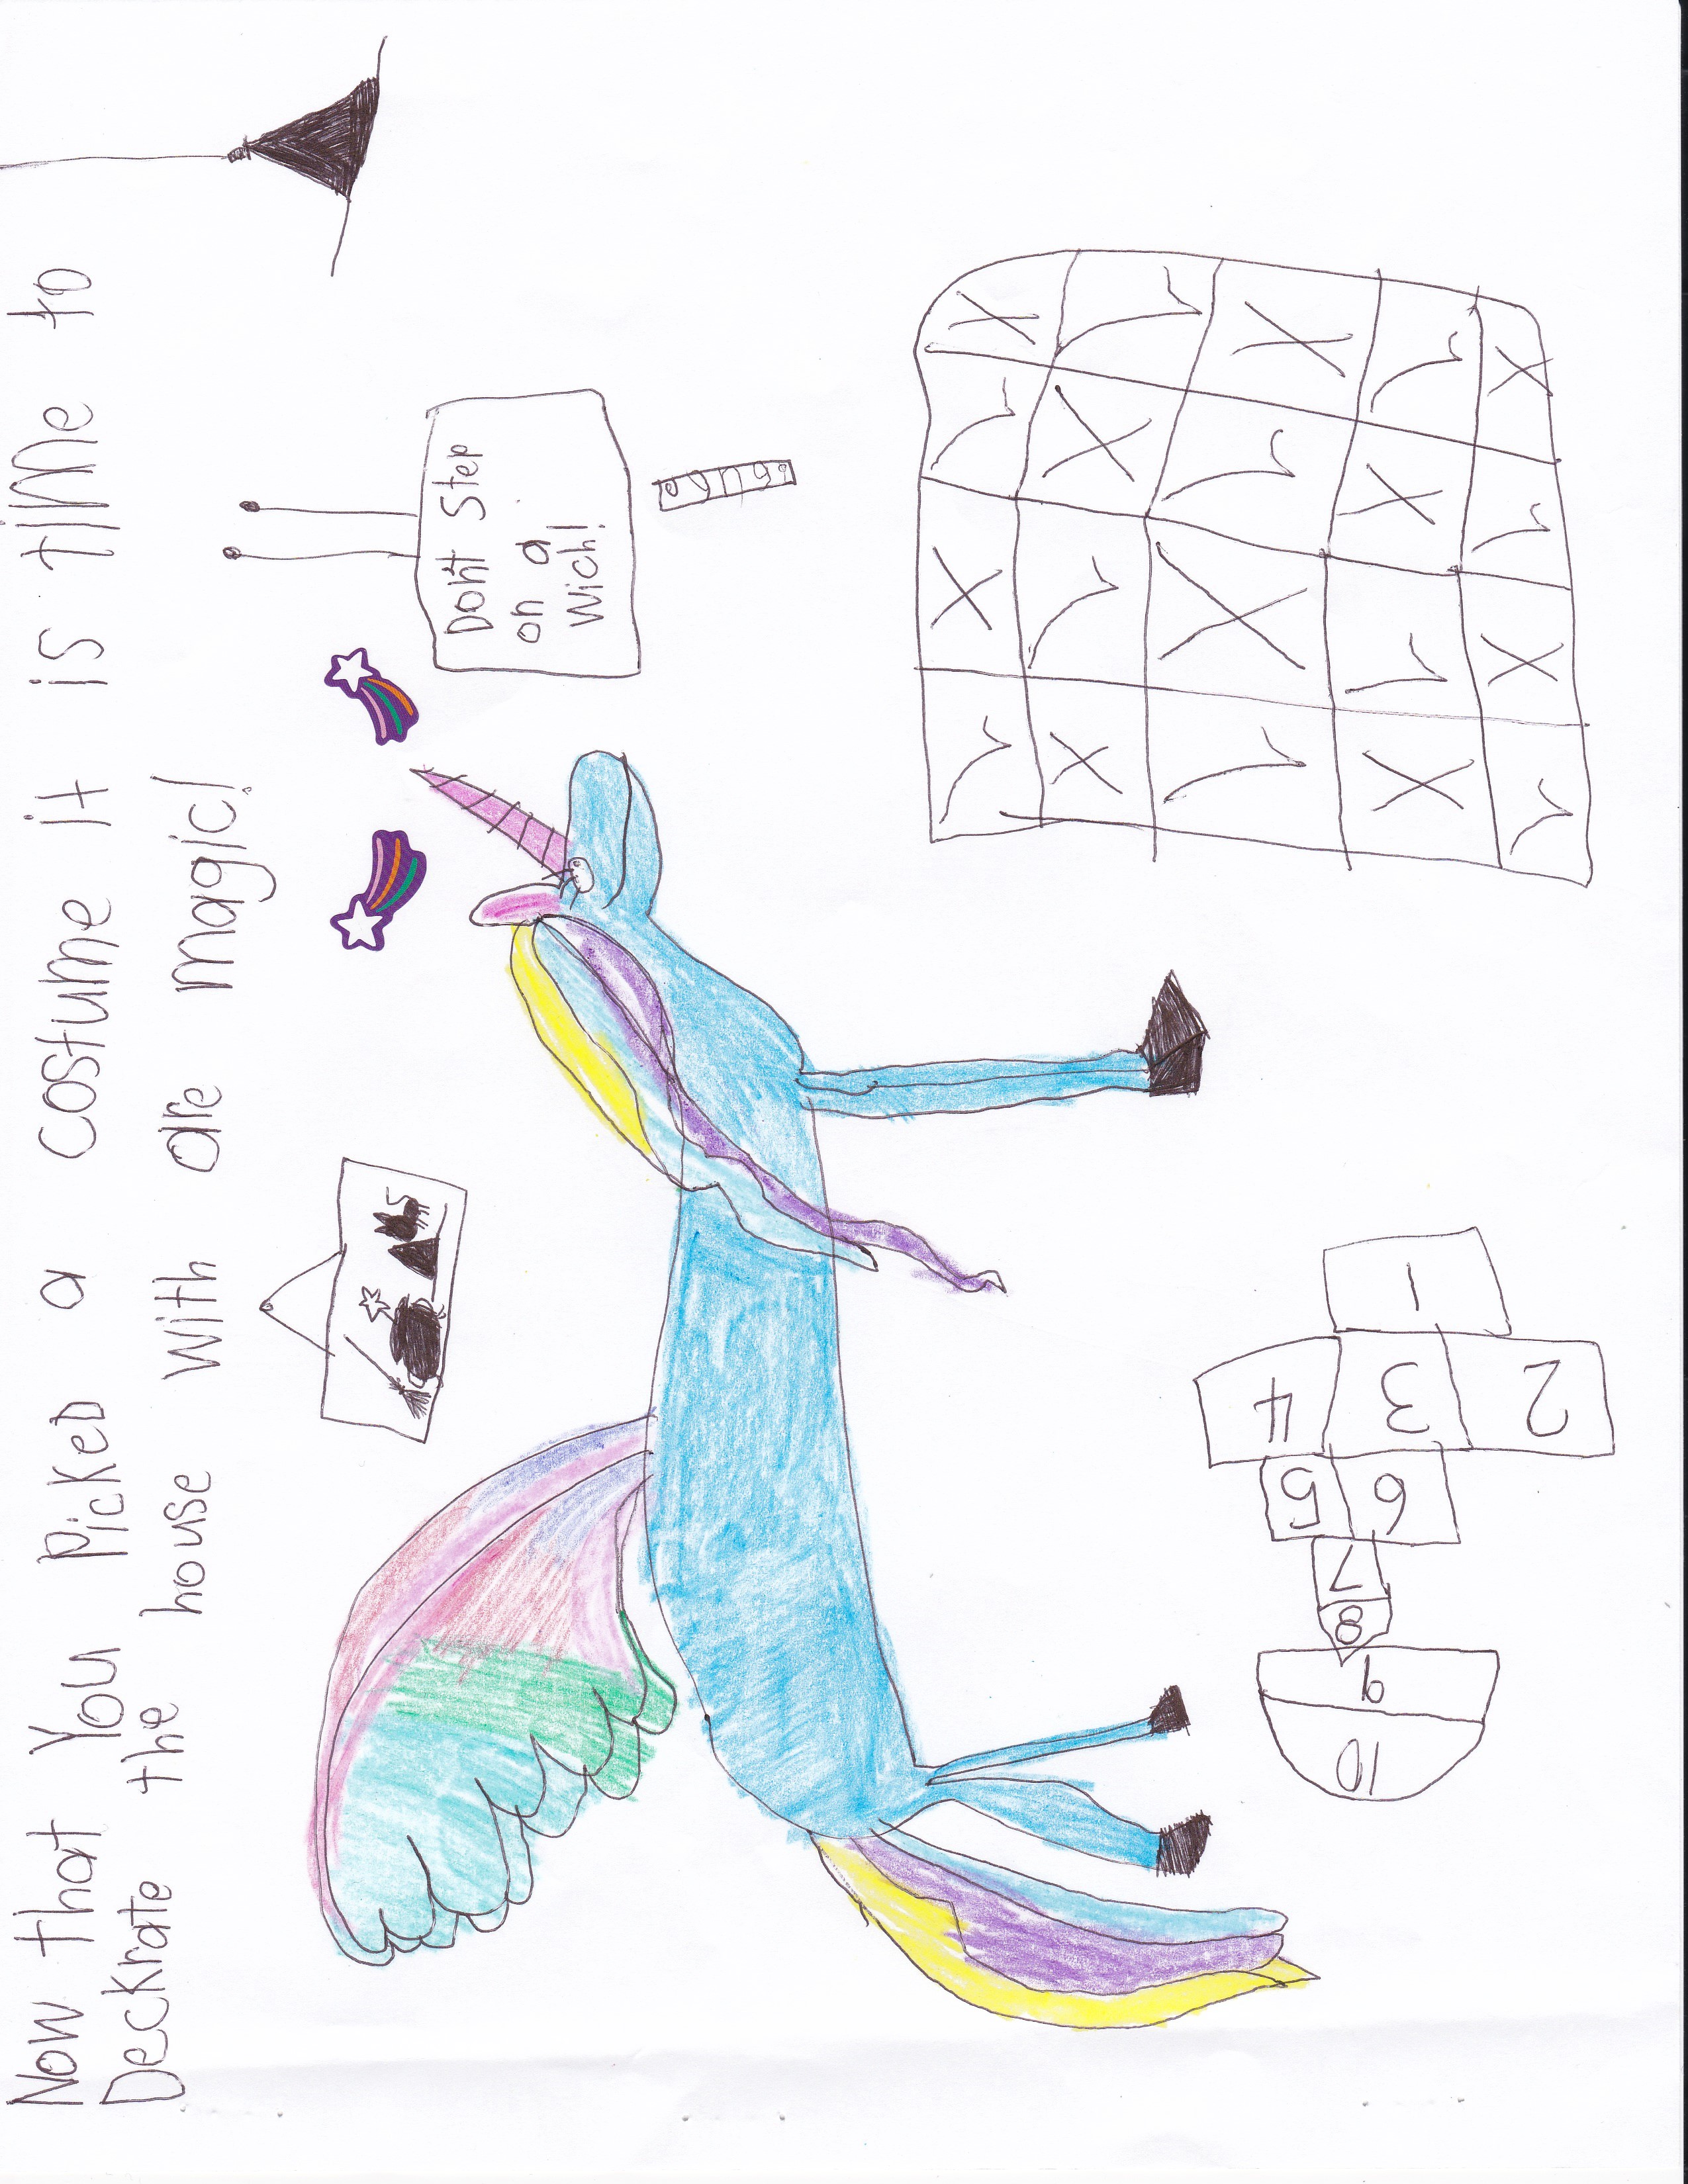 Now that You Picked a costume it is time to
Deckrate the house with are magic!
Don't Step
on a
Wich!
10
9
8
7
5
6
4
3
2
1